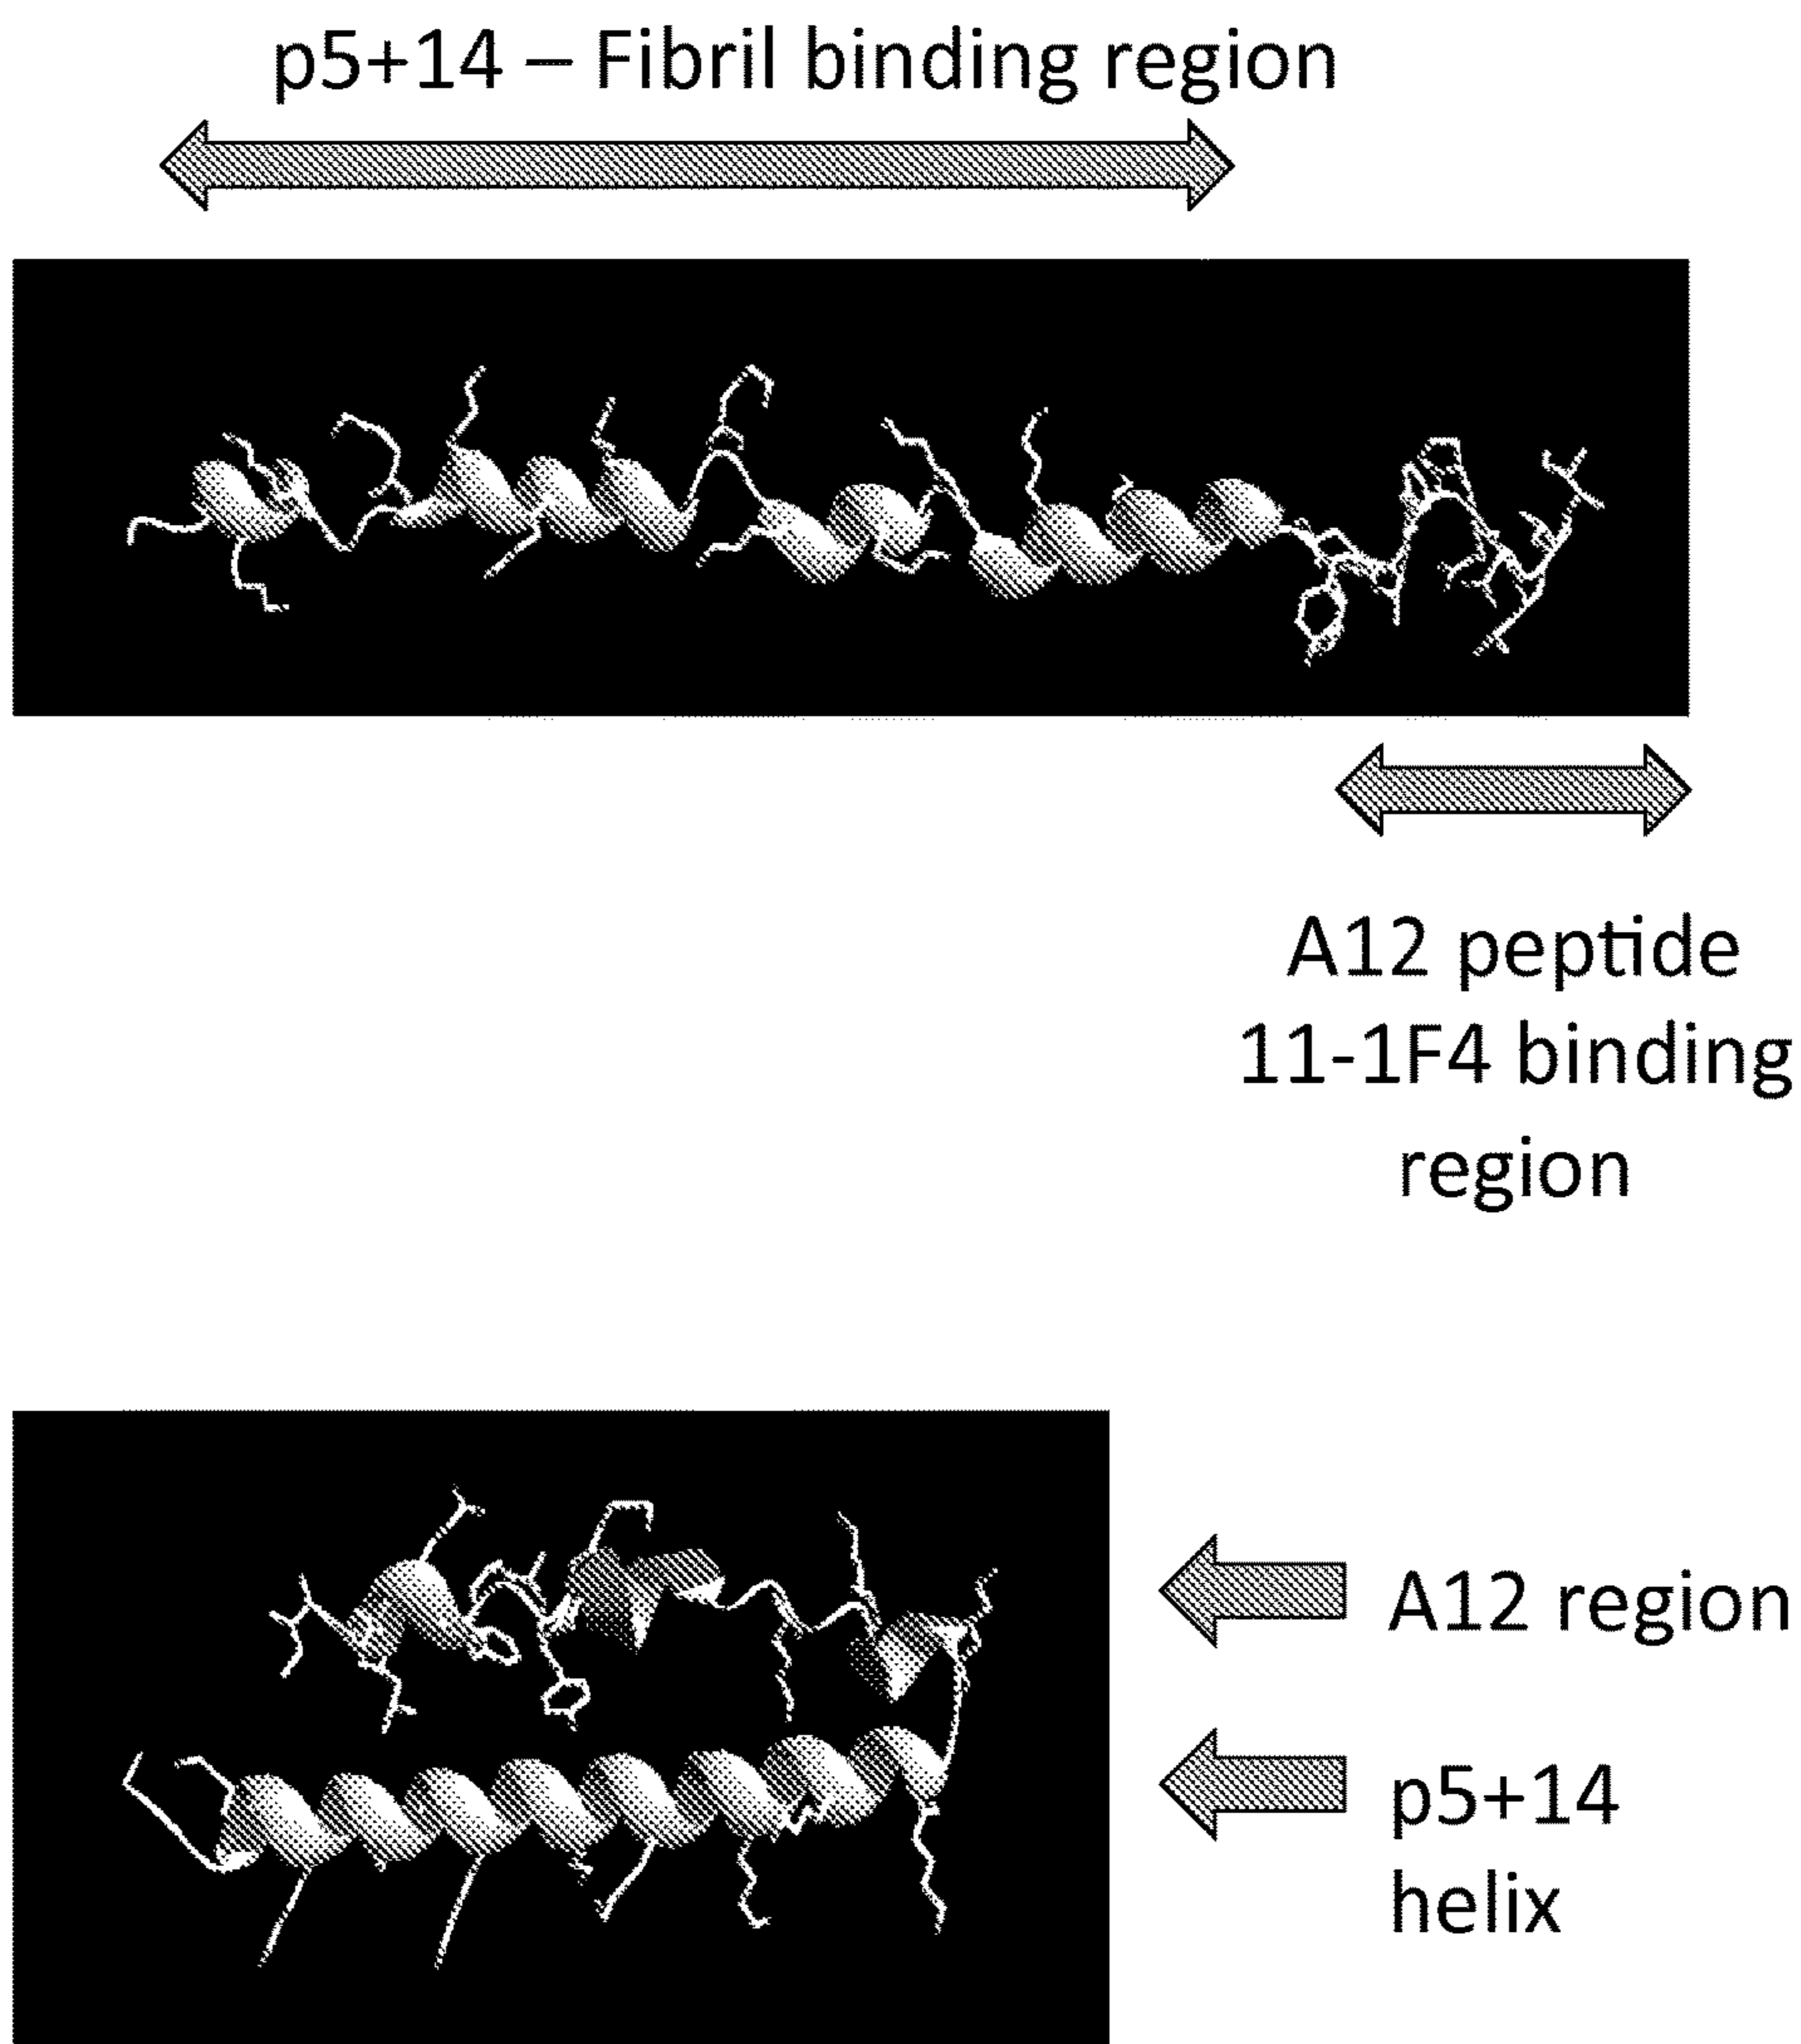 p5+14 – Fibril binding region
A12 peptide
11-1F4 binding
region
A12 region
p5+14
helix